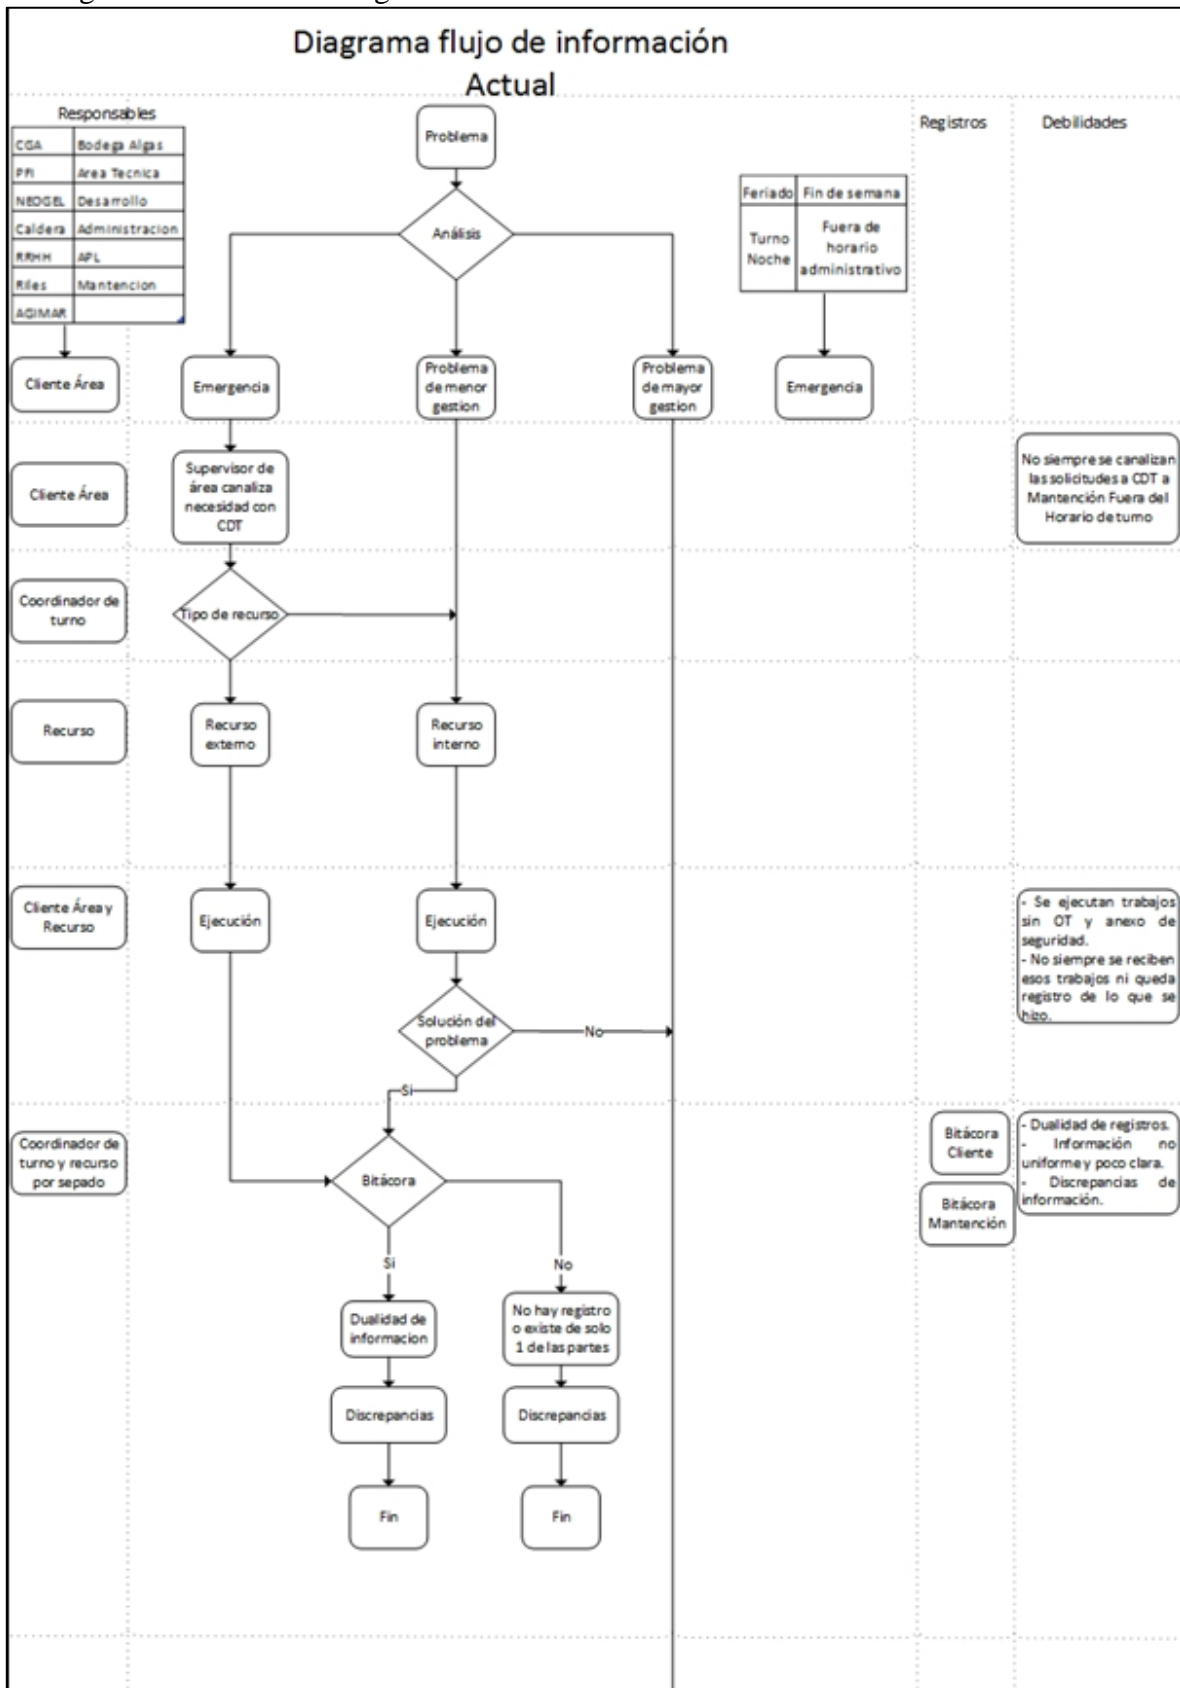 Diagrama flujo de información
Actual
Responsables
CGA Bodega Algas
PFI Area Tecnica
NEOGEL Desarrollo
Caldera Administracion
RRHH APL
Riles Mantencion
AGIMAR
Problema
Registros
Debilidades
Feriado Fin de semana
Turno
Noche
Fuera de
horario
administrativo
Análisis
Cliente Área
Emergencia
Problema
de menor
gestion
Problema
de mayor
gestion
Emergencia
Cliente Área
Supervisor de
área canaliza
necesidad con
CDT
No siempre se canalizan
las solicitudes a CDT a
Mantención Fuera del
Horario de turno
Coordinador de
turno
Tipo de recurso
Recurso
Recurso
externo
Recurso
interno
Cliente Área y
Recurso
Ejecución
Ejecución
- Se ejecutan trabajos
sin OT y anexo de
seguridad.
- No siempre se reciben
esos trabajos ni queda
registro de lo que se
hizo.
Solución del
problema
No
Si
Coordinador de
turno y recurso
por sepado
Bitácora
Bitácora
Cliente
Bitácora
Mantención
- Dualidad de registros.
- Información no
uniforme y poco clara.
- Discrepancias de
información.
Si
No
Dualidad de
informacion
No hay registro
o existe de solo
1 de las partes
Discrepancias
Discrepancias
Fin
Fin